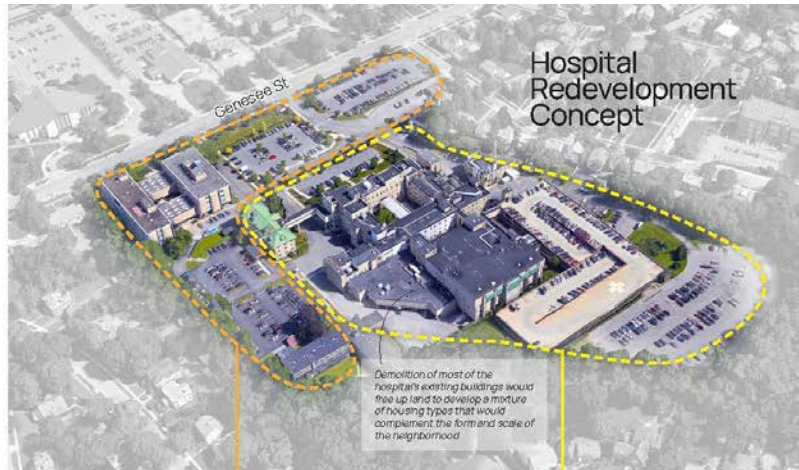 Hospital
Redevelopment
Concept
Genesee St
Demolition of most of the
hospital's existing buildings would
free up land to develop a mixture
of housing types that would
complement the form and scale of
the neighborhood